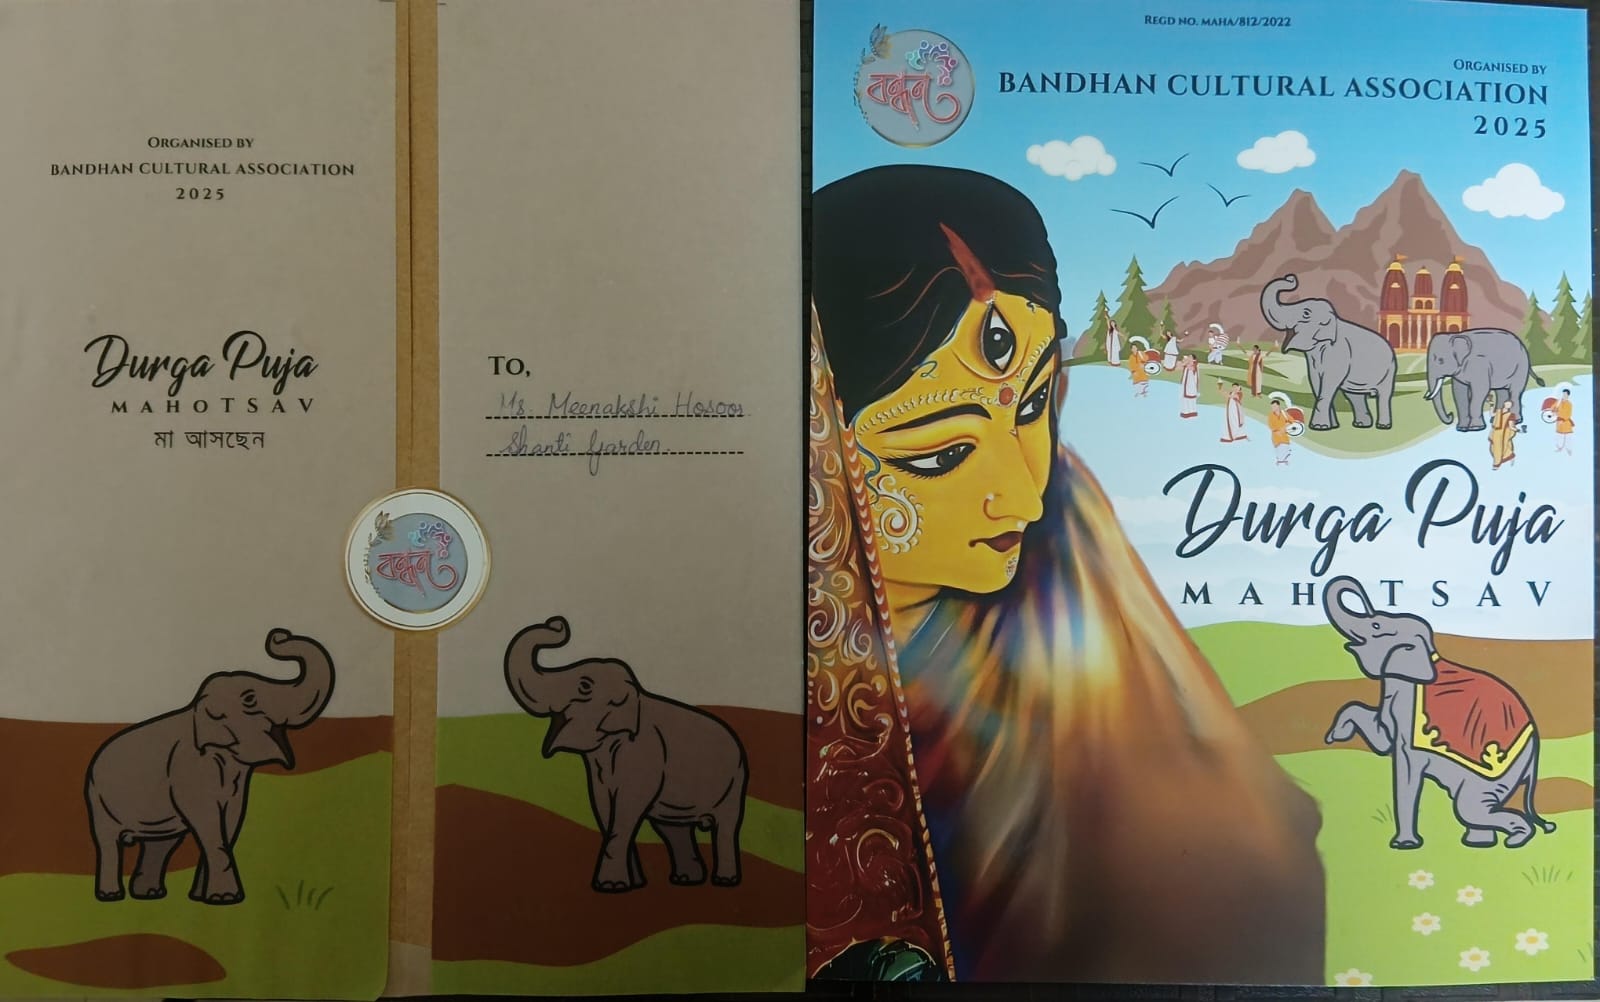 ORGANISED BY
BANDHAN CULTURAL ASSOCIATION
2025
Durga Puja
MAHOTSAV
মা আসছেন
বন্ধন
TO,
Ms. Meenakshi Hosoor
Shanti Garden.
REGD NO. MAHA/812/2022
বন্ধন
ORGANISED BY
BANDHAN CULTURAL ASSOCIATION
2025
Durga Puja
MAHOTSAV